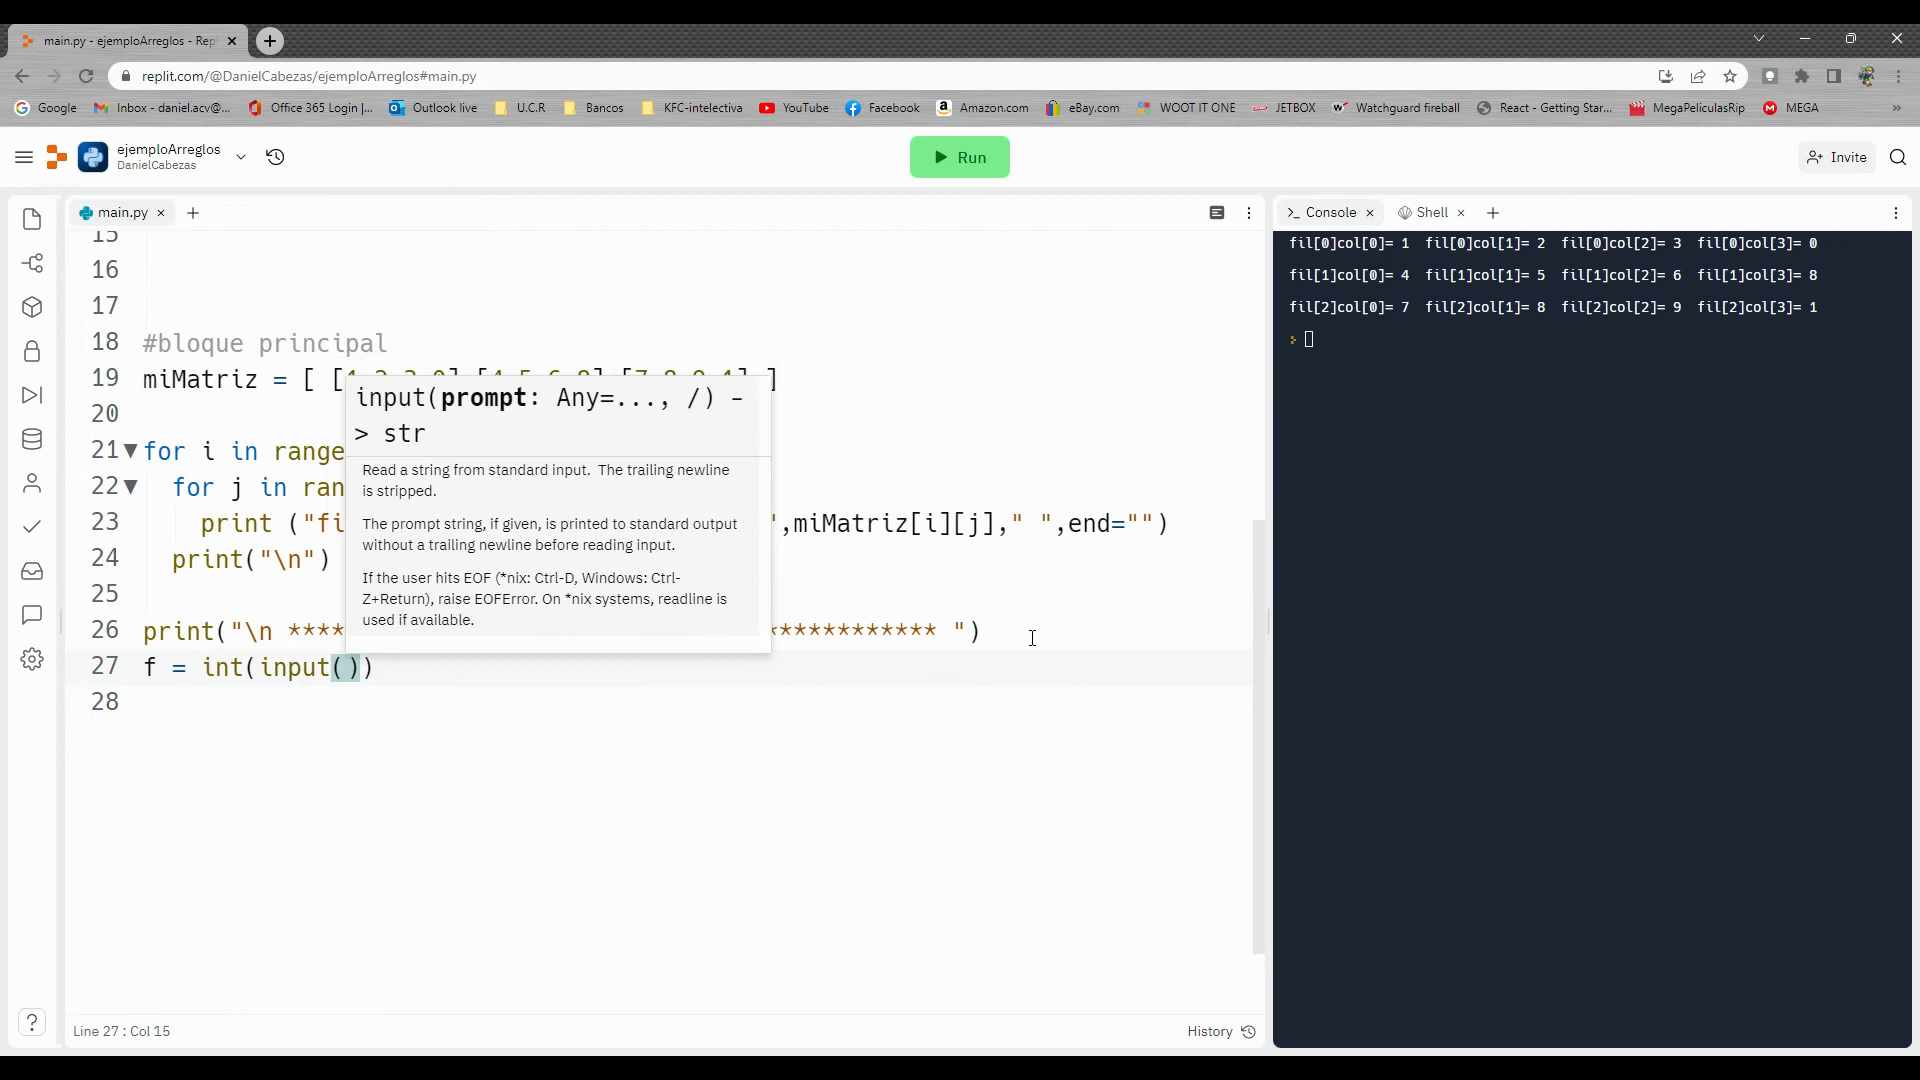 main.py - ejemploArreglos - Rep
replit.com/@DanielCabezas/ejemploArreglos#main.py
Google Inbox - daniel.acv@... Office 365 Login |... Outlook live U.C.R Bancos KFC-intelectiva YouTube Facebook Amazon.com eBay.com WOOT IT ONE JETBOX Watchguard fireball React - Getting Star... MegaPeliculasRip MEGA »
ejemploArreglos
DanielCabezas
Run
Invite
main.py
15
16
17
18 #bloque principal
19 miMatriz = [ [ ]
20
21 for i in range
22 for j in ran
23 print ("fi ",miMatriz[i][j]," ",end="")
24 print("\n")
25
26 print("\n **** ************ ")
27 f = int(input())
28
input(prompt: Any=..., /) -
> str
Read a string from standard input. The trailing newline
is stripped.
The prompt string, if given, is printed to standard output
without a trailing newline before reading input.
If the user hits EOF (*nix: Ctrl-D, Windows: Ctrl-
Z+Return), raise EOFError. On *nix systems, readline is
used if available.
Line 27 : Col 15
History
Console Shell
fil[0]col[0]= 1 fil[0]col[1]= 2 fil[0]col[2]= 3 fil[0]col[3]= 0
fil[1]col[0]= 4 fil[1]col[1]= 5 fil[1]col[2]= 6 fil[1]col[3]= 8
fil[2]col[0]= 7 fil[2]col[1]= 8 fil[2]col[2]= 9 fil[2]col[3]= 1